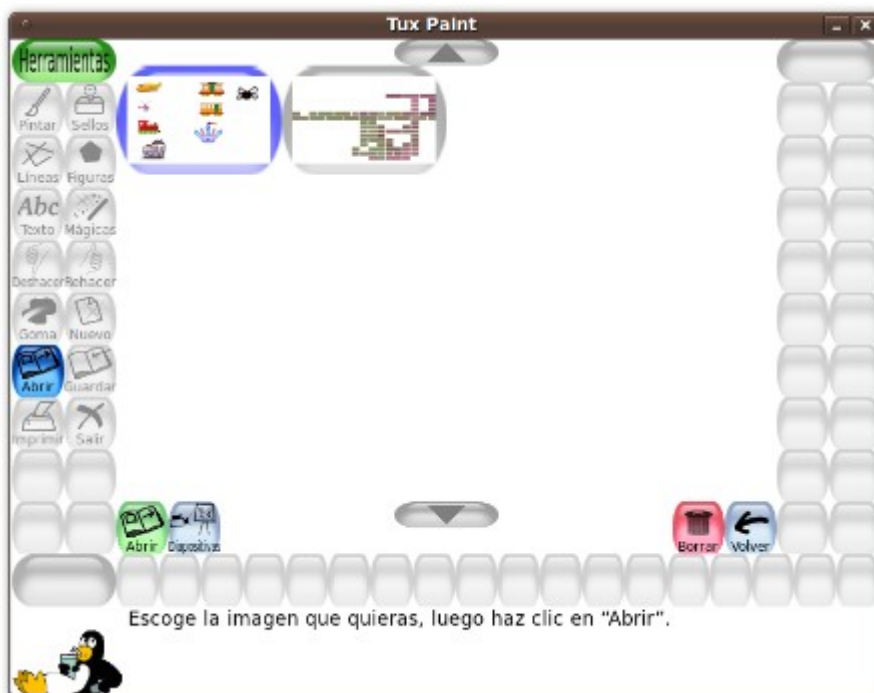 Tux Paint
Herramientas
Pintar Sellos
Líneas Figuras
Abc
Texto Mágicas
Deshacer Rehacer
Goma Nuevo
Abrir Guardar
Imprimir Salir
Abrir Diapositivas Borrar Volver
Escoge la imagen que quieras, luego haz clic en “Abrir”.